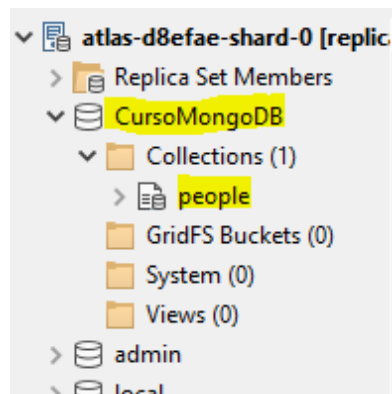 atlas-d8efae-shard-0 [replic
Replica Set Members
CursoMongoDB
Collections (1)
people
GridFS Buckets (0)
System (0)
Views (0)
admin
local